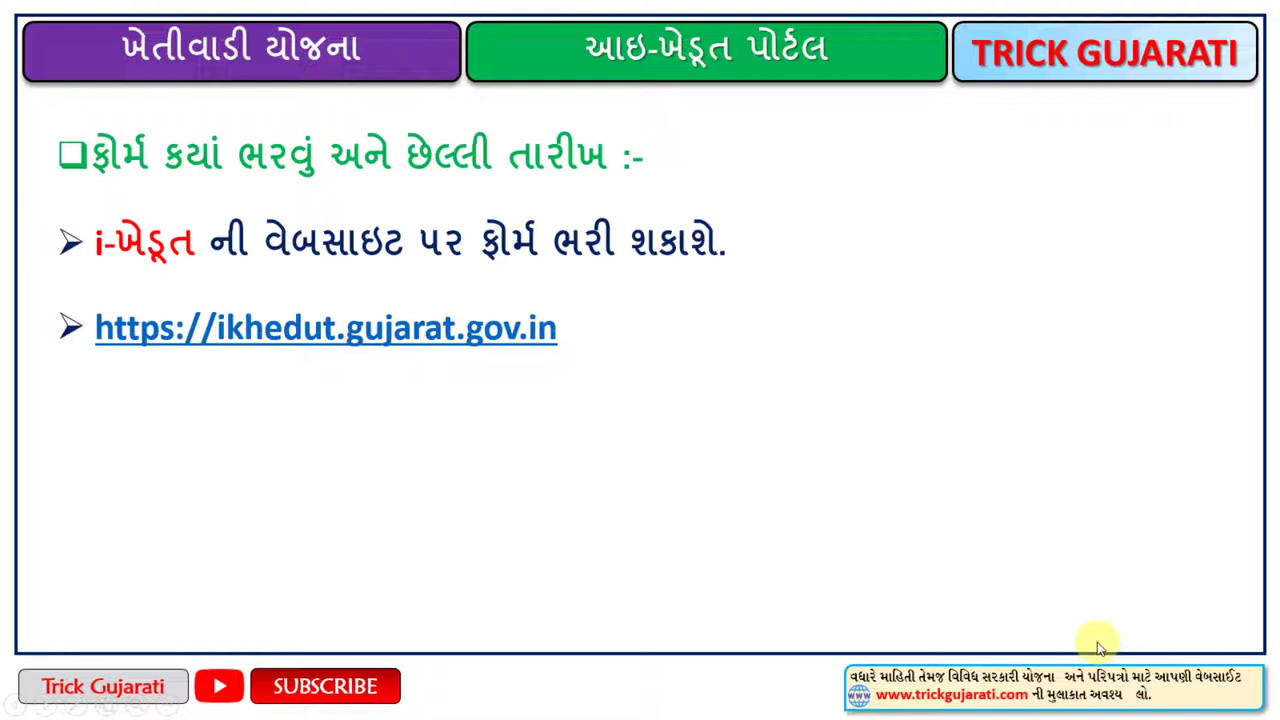 ખેતીવાડી યોજના
આઇ-ખેડૂત પોર્ટલ
TRICK GUJARATI
ફોર્મ કયાં ભરવું અને છેલ્લી તારીખ :-
i-ખેડૂત ની વેબસાઇટ પર ફોર્મ ભરી શકાશે.
https://ikhedut.gujarat.gov.in
Trick Gujarati
SUBSCRIBE
વધારે માહિતી તેમજ વિવિધ સરકારી યોજના અને પરિપત્રો માટે આપણી વેબસાઈટ
www.trickgujarati.com ની મુલાકાત અવશ્ય લો.